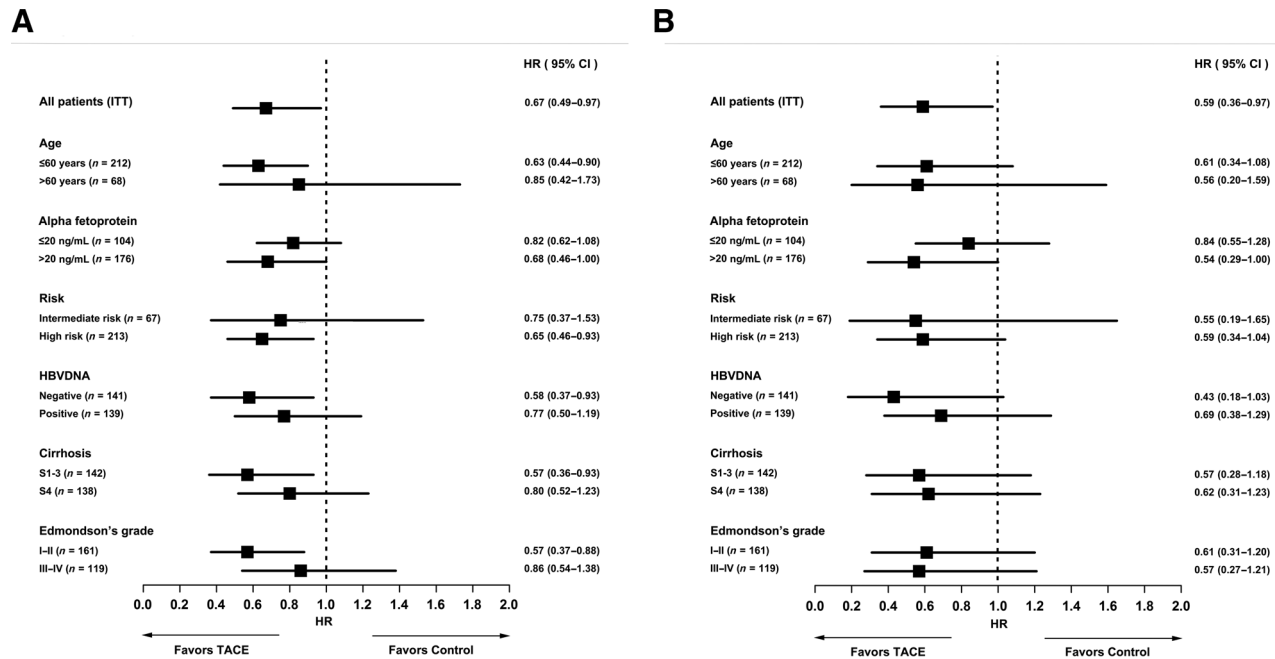 A
HR ( 95% CI )
All patients (ITT) 0.67 (0.49–0.97)
Age
≤60 years (n = 212) 0.63 (0.44–0.90)
>60 years (n = 68) 0.85 (0.42–1.73)
Alpha fetoprotein
≤20 ng/mL (n = 104) 0.82 (0.62–1.08)
>20 ng/mL (n = 176) 0.68 (0.46–1.00)
Risk
Intermediate risk (n = 67) 0.75 (0.37–1.53)
High risk (n = 213) 0.65 (0.46–0.93)
HBVDNA
Negative (n = 141) 0.58 (0.37–0.93)
Positive (n = 139) 0.77 (0.50–1.19)
Cirrhosis
S1-3 (n = 142) 0.57 (0.36–0.93)
S4 (n = 138) 0.80 (0.52–1.23)
Edmondson's grade
I–II (n = 161) 0.57 (0.37–0.88)
III–IV (n = 119) 0.86 (0.54–1.38)
0.0 0.2 0.4 0.6 0.8 1.0 1.2 1.4 1.6 1.8 2.0
HR
Favors TACE Favors Control
B
HR ( 95% CI )
All patients (ITT) 0.59 (0.36–0.97)
Age
≤60 years (n = 212) 0.61 (0.34–1.08)
>60 years (n = 68) 0.56 (0.20–1.59)
Alpha fetoprotein
≤20 ng/mL (n = 104) 0.84 (0.55–1.28)
>20 ng/mL (n = 176) 0.54 (0.29–1.00)
Risk
Intermediate risk (n = 67) 0.55 (0.19–1.65)
High risk (n = 213) 0.59 (0.34–1.04)
HBVDNA
Negative (n = 141) 0.43 (0.18–1.03)
Positive (n = 139) 0.69 (0.38–1.29)
Cirrhosis
S1-3 (n = 142) 0.57 (0.28–1.18)
S4 (n = 138) 0.62 (0.31–1.23)
Edmondson's grade
I–II (n = 161) 0.61 (0.31–1.20)
III–IV (n = 119) 0.57 (0.27–1.21)
0.0 0.2 0.4 0.6 0.8 1.0 1.2 1.4 1.6 1.8 2.0
HR
Favors TACE Favors Control